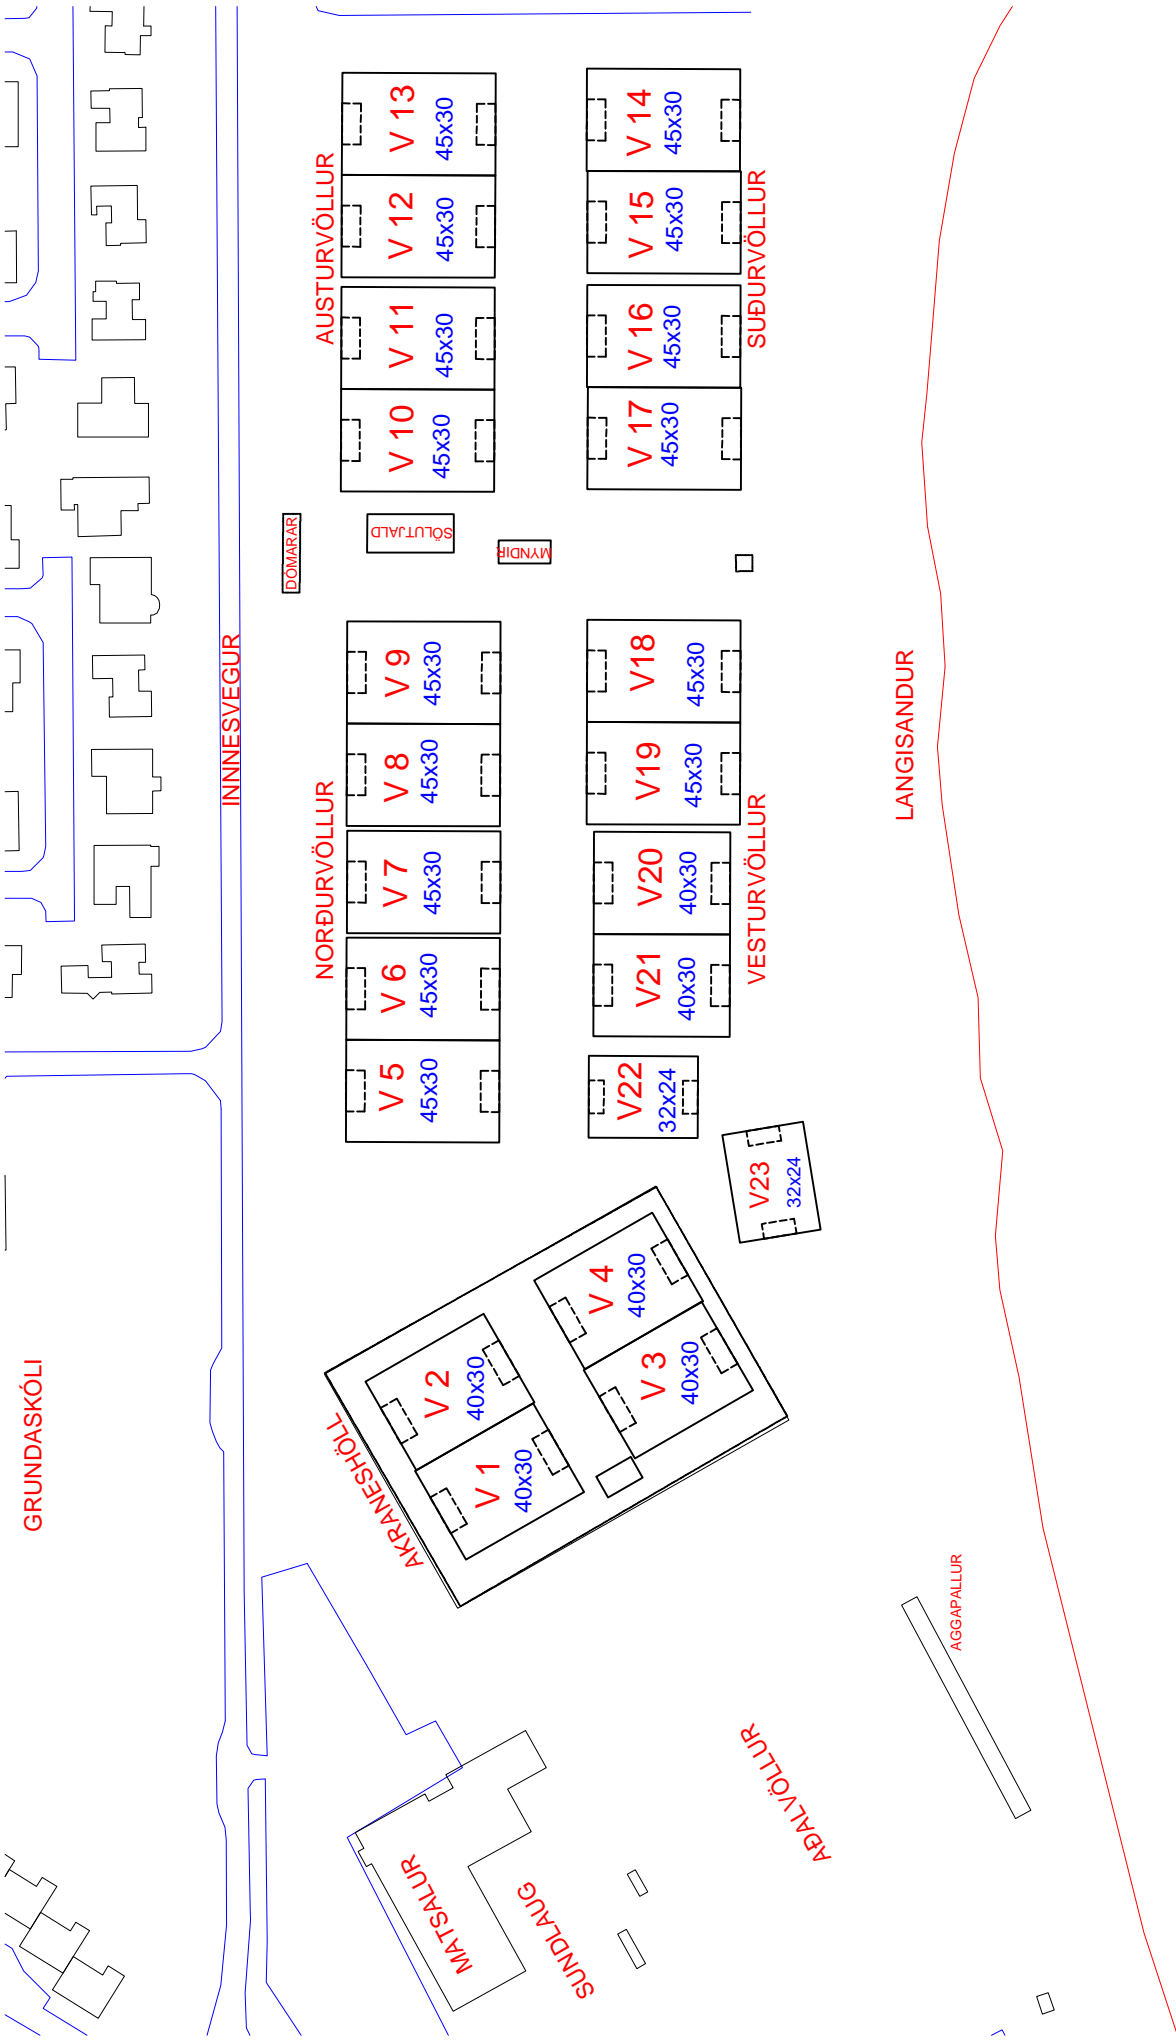 AUSTURVÖLLUR
V 13
45x30
V 12
45x30
V 11
45x30
V 10
45x30
V 14
45x30
V 15
45x30
V 16
45x30
V 17
45x30
SUÐURVÖLLUR
DÓMARAR
SÖLUTJALD
MYNDIR
INNNESVEGUR
NORÐURVÖLLUR
V 9
45x30
V 8
45x30
V 7
45x30
V 6
45x30
V 5
45x30
V18
45x30
V19
45x30
V20
40x30
V21
40x30
VESTURVÖLLUR
V22
32x24
V23
32x24
LANGISANDUR
GRUNDASKÓLI
AKRANESHÖLL
V 2
40x30
V 1
40x30
V 4
40x30
V 3
40x30
AGGAPALLUR
AÐALVÖLLUR
MATSALUR
SUNDLAUG